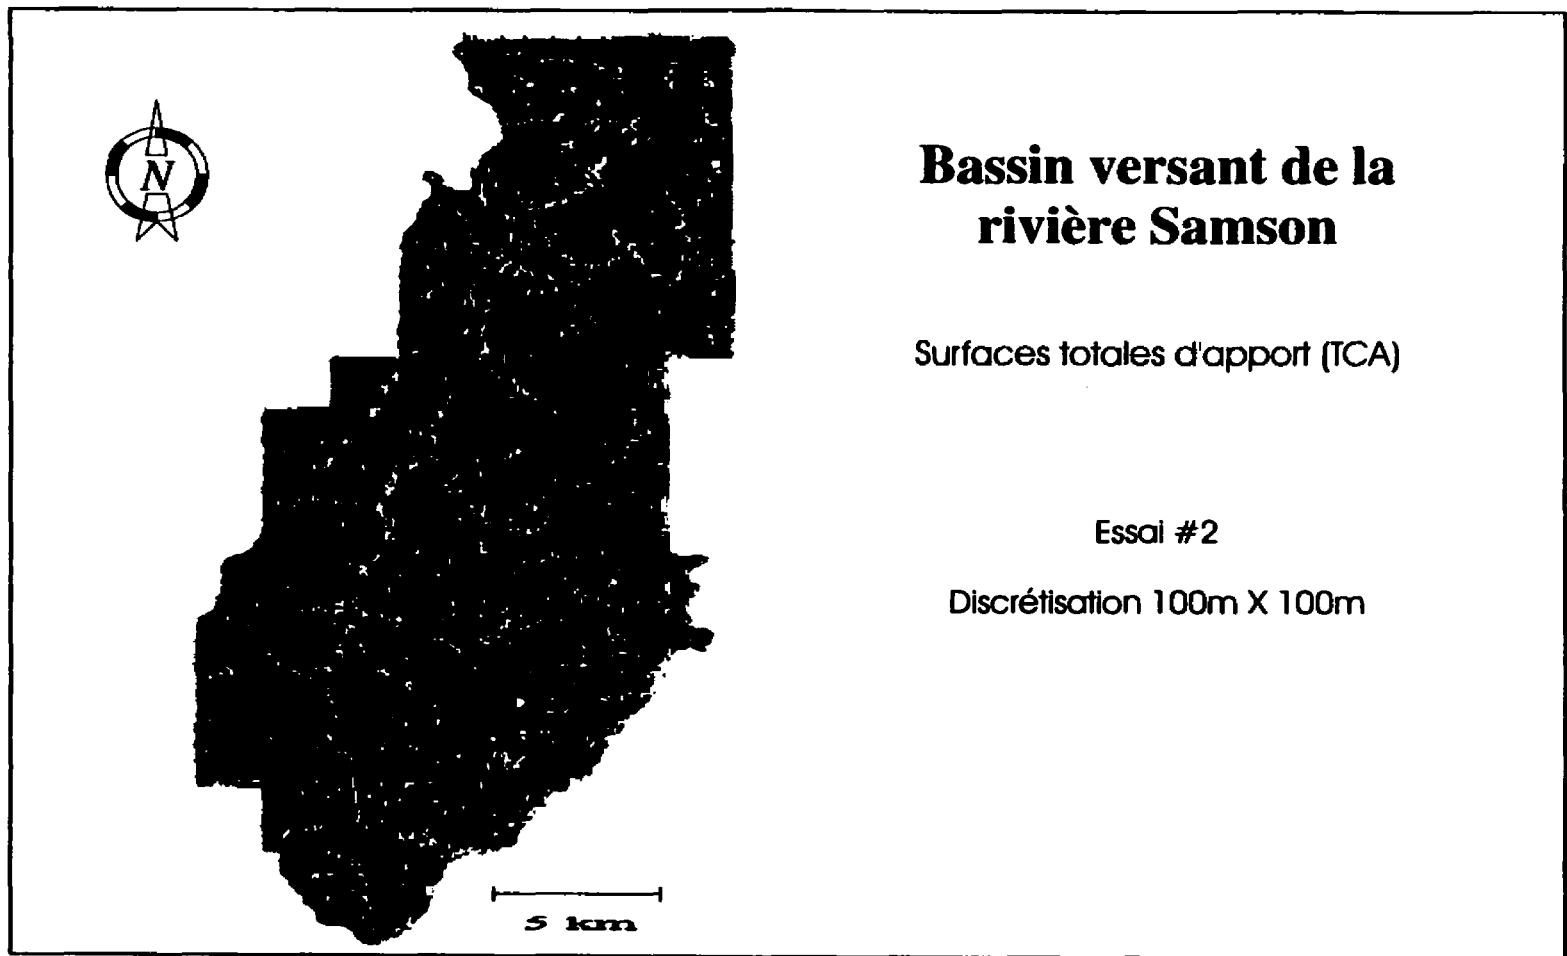 N
Bassin versant de la
rivière Samson
Surfaces totales d'apport (TCA)
Essai #2
Discrétisation 100m X 100m
5 km